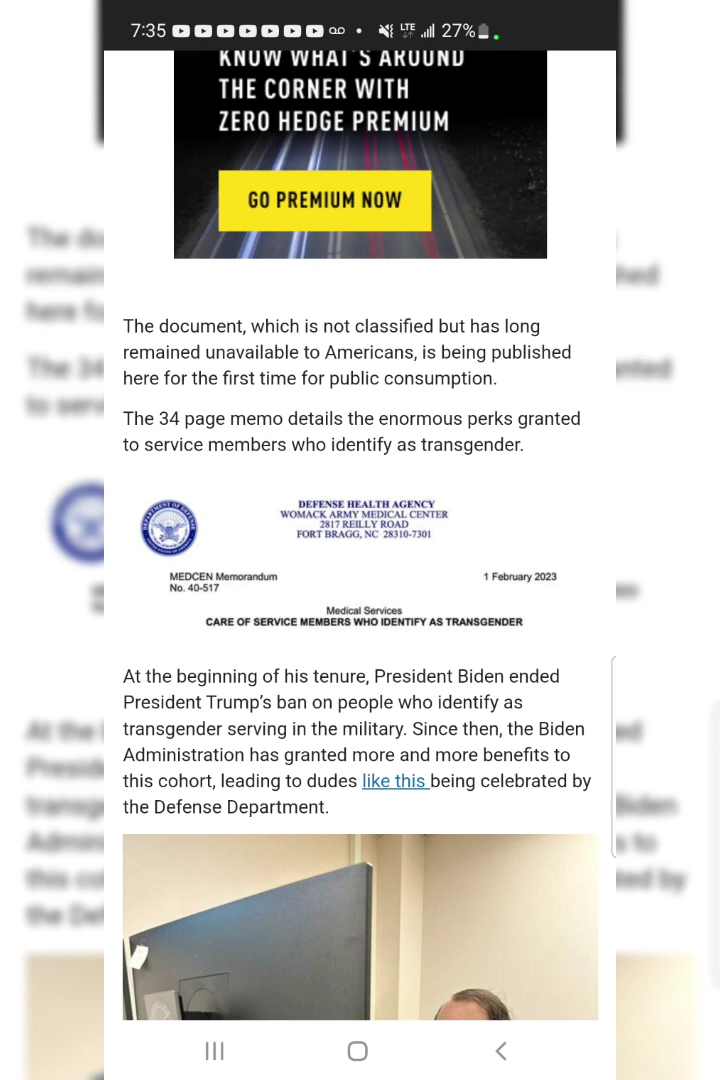 7:35 LTE 27%
KNOW WHAT'S AROUND
THE CORNER WITH
ZERO HEDGE PREMIUM
GO PREMIUM NOW
The document, which is not classified but has long
remained unavailable to Americans, is being published
here for the first time for public consumption.
The 34 page memo details the enormous perks granted
to service members who identify as transgender.
DEFENSE HEALTH AGENCY
WOMACK ARMY MEDICAL CENTER
2817 REILLY ROAD
FORT BRAGG, NC 28310-7301
MEDCEN Memorandum
No. 40-517
1 February 2023
Medical Services
CARE OF SERVICE MEMBERS WHO IDENTIFY AS TRANSGENDER
At the beginning of his tenure, President Biden ended
President Trump’s ban on people who identify as
transgender serving in the military. Since then, the Biden
Administration has granted more and more benefits to
this cohort, leading to dudes like this being celebrated by
the Defense Department.